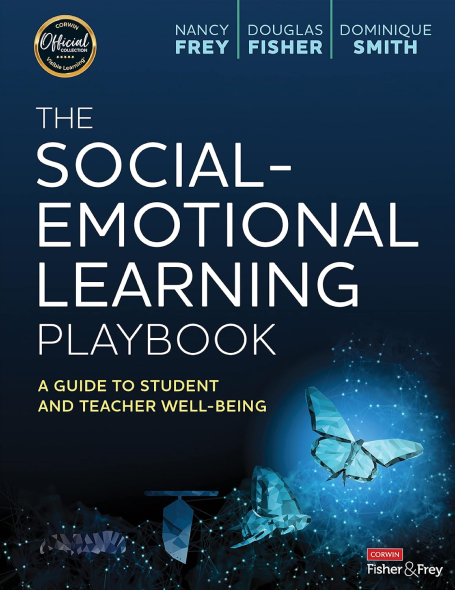 CORWIN
Official
COLLECTION
Visible Learning
NANCY
FREY
DOUGLAS
FISHER
DOMINIQUE
SMITH
THE
SOCIAL-
EMOTIONAL
LEARNING
PLAYBOOK
A GUIDE TO STUDENT
AND TEACHER WELL-BEING
CORWIN
Fisher&Frey